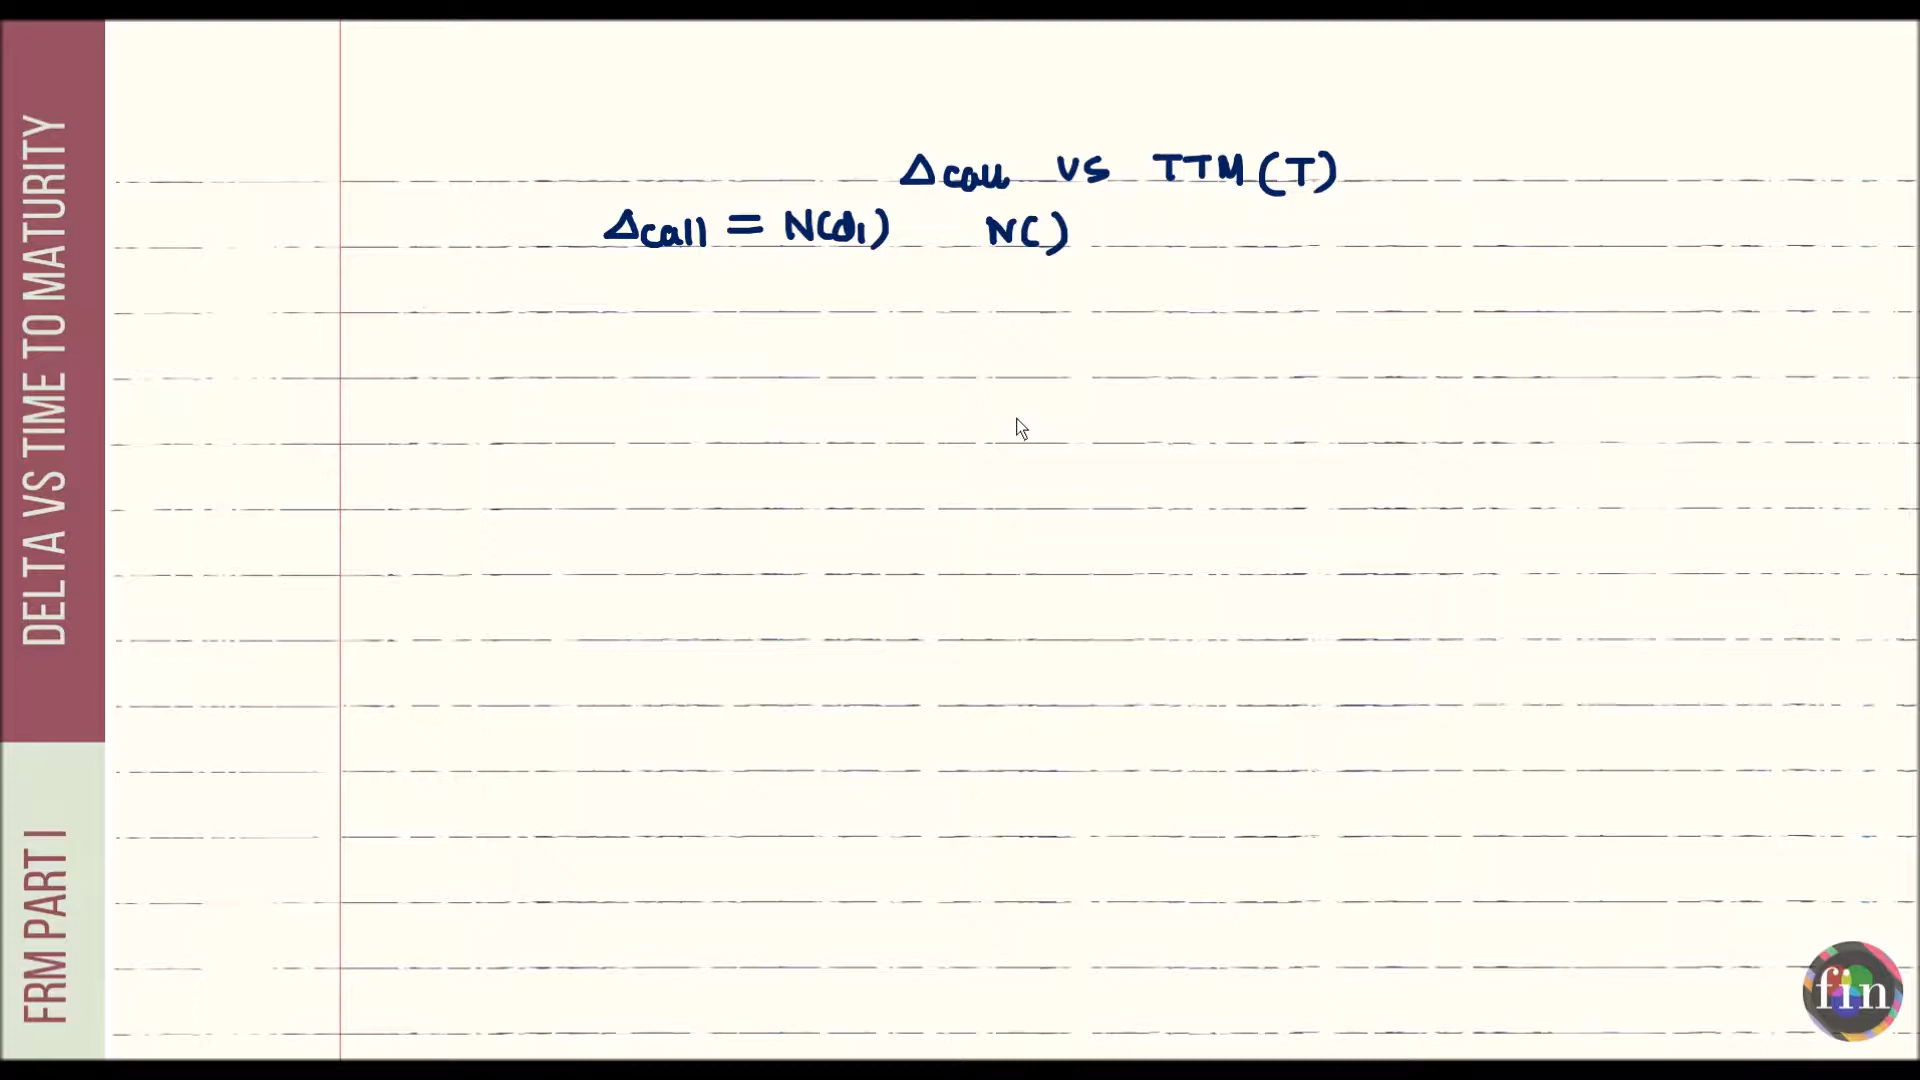 DELTA VS TIME TO MATURITY
FRM PART I
Δcall vs TTM (T)
Δcall = N(d1) N( )
fin